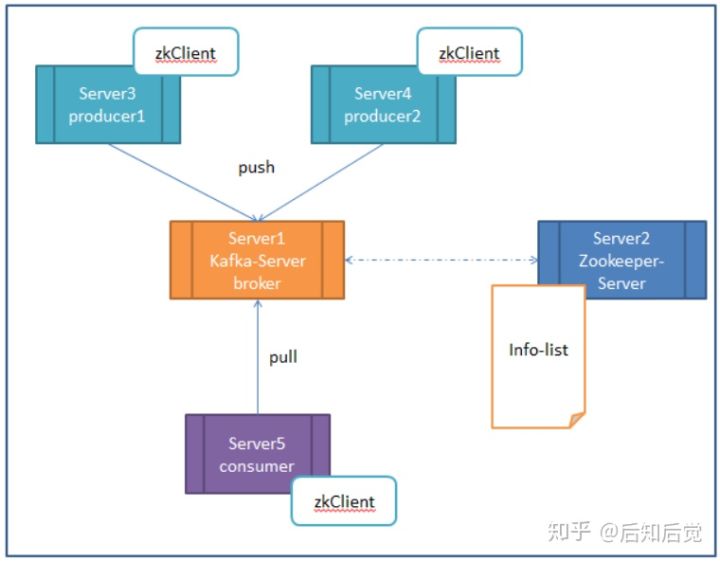 zkClient
zkClient
Server3
producer1
Server4
producer2
push
Server1
Kafka-Server
broker
Server2
Zookeeper-
Server
Info-list
pull
Server5
consumer
zkClient
知乎 @后知后觉